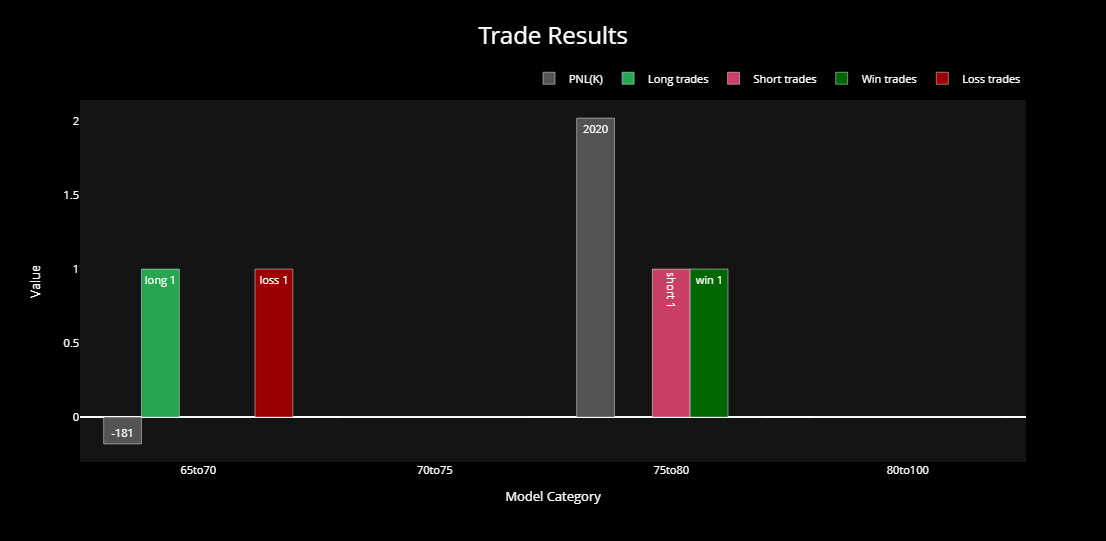 Trade Results
PNL(K) Long trades Short trades Win trades Loss trades
2
2020
1.5
Value
1
long 1 loss 1 short 1 win 1
0.5
0
-181
65to70 70to75 75to80 80to100
Model Category